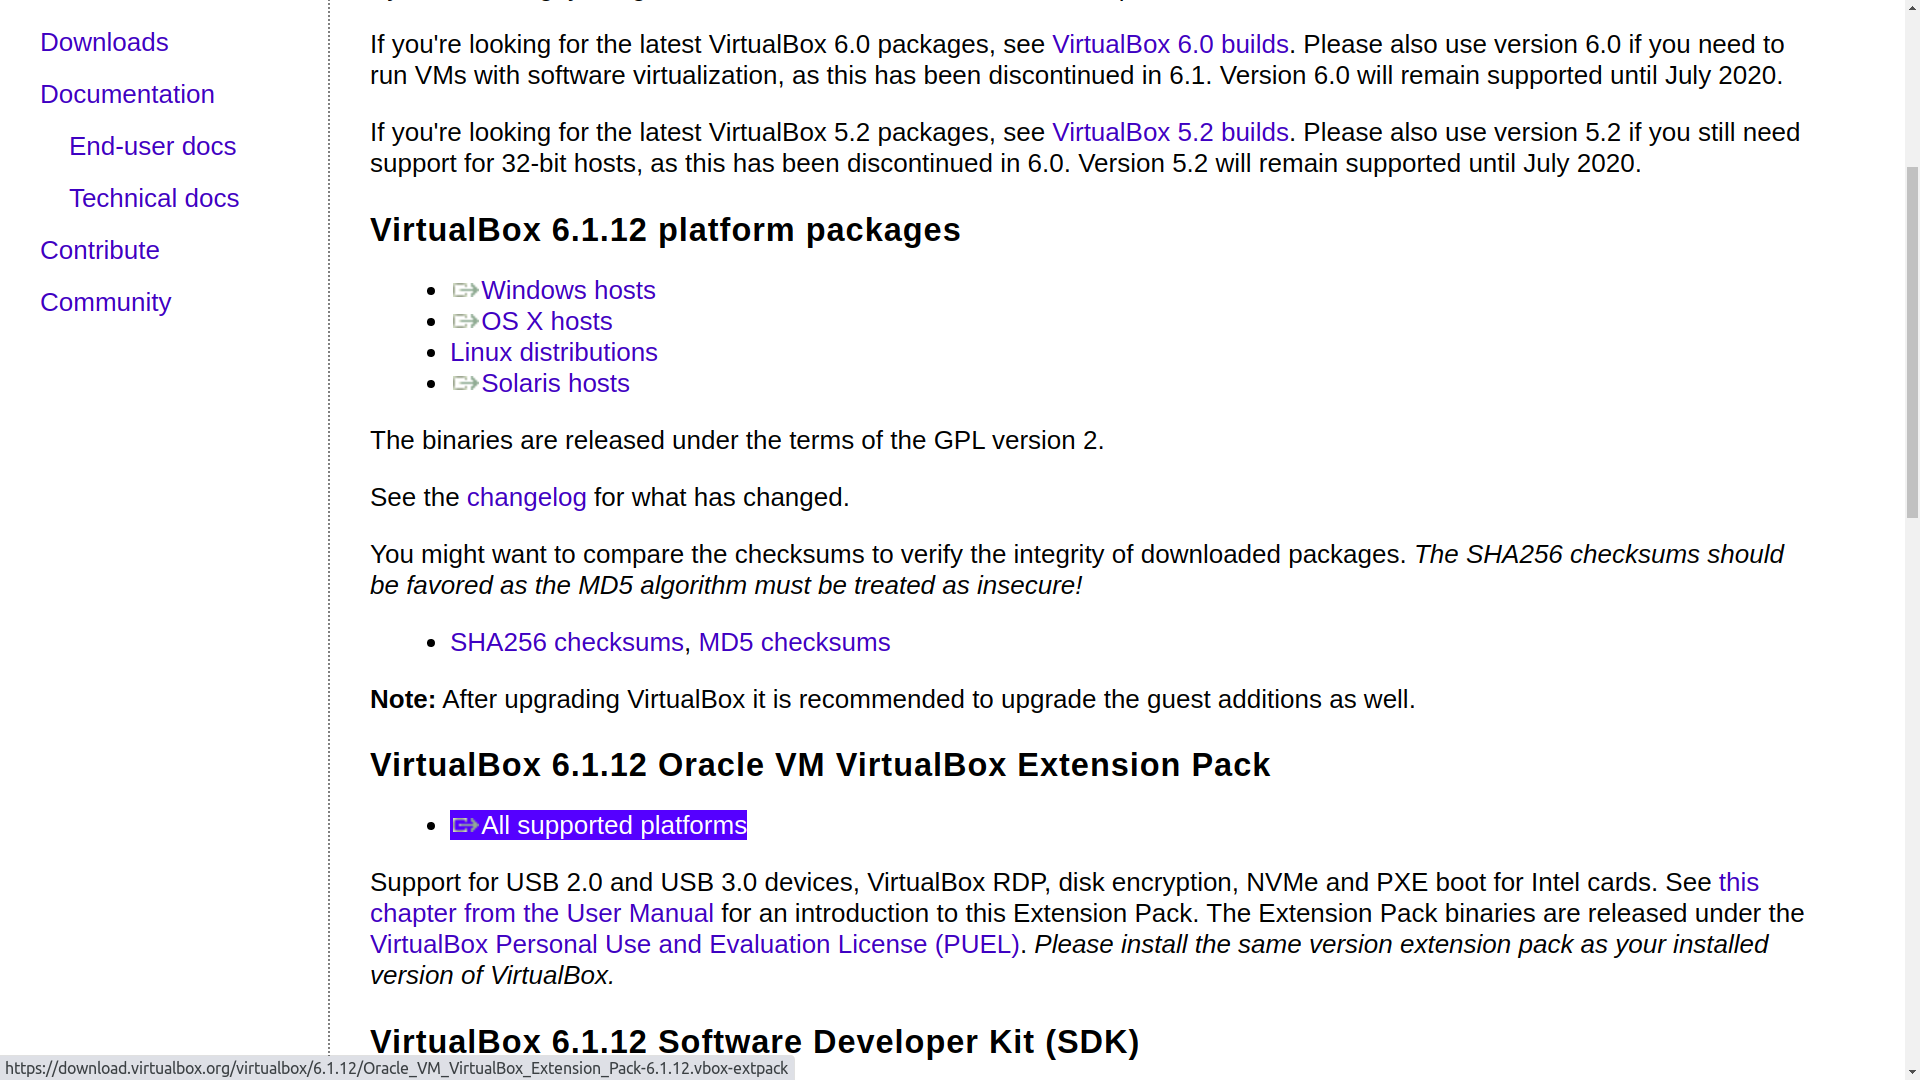 Downloads
Documentation
End-user docs
Technical docs
Contribute
Community
If you're looking for the latest VirtualBox 6.0 packages, see VirtualBox 6.0 builds. Please also use version 6.0 if you need to
run VMs with software virtualization, as this has been discontinued in 6.1. Version 6.0 will remain supported until July 2020.
If you're looking for the latest VirtualBox 5.2 packages, see VirtualBox 5.2 builds. Please also use version 5.2 if you still need
support for 32-bit hosts, as this has been discontinued in 6.0. Version 5.2 will remain supported until July 2020.
VirtualBox 6.1.12 platform packages
Windows hosts
OS X hosts
Linux distributions
Solaris hosts
The binaries are released under the terms of the GPL version 2.
See the changelog for what has changed.
You might want to compare the checksums to verify the integrity of downloaded packages. The SHA256 checksums should
be favored as the MD5 algorithm must be treated as insecure!
SHA256 checksums, MD5 checksums
Note: After upgrading VirtualBox it is recommended to upgrade the guest additions as well.
VirtualBox 6.1.12 Oracle VM VirtualBox Extension Pack
All supported platforms
Support for USB 2.0 and USB 3.0 devices, VirtualBox RDP, disk encryption, NVMe and PXE boot for Intel cards. See this
chapter from the User Manual for an introduction to this Extension Pack. The Extension Pack binaries are released under the
VirtualBox Personal Use and Evaluation License (PUEL). Please install the same version extension pack as your installed
version of VirtualBox.
VirtualBox 6.1.12 Software Developer Kit (SDK)
https://download.virtualbox.org/virtualbox/6.1.12/Oracle_VM_VirtualBox_Extension_Pack-6.1.12.vbox-extpack